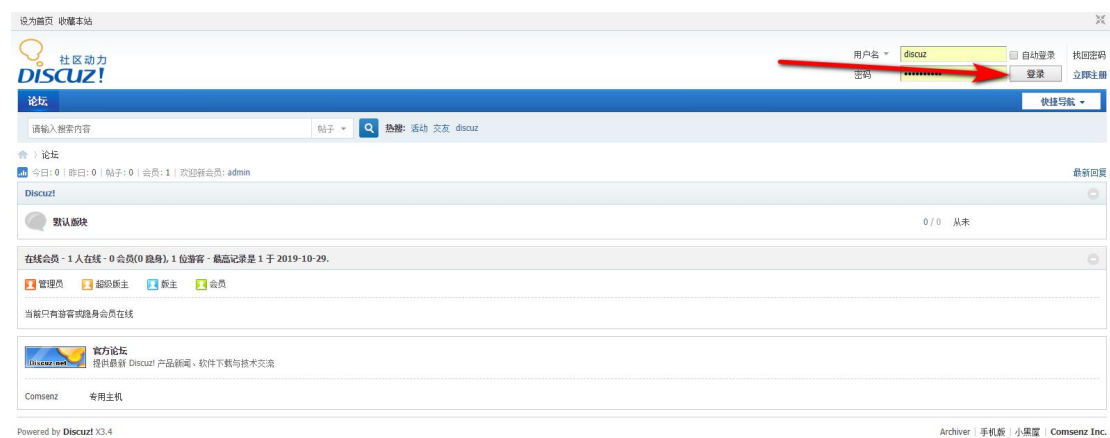 设为首页 收藏本站
社区动力
DISCUZ!
用户名 discuz 自动登录 找回密码
密码 •••••••••• 登录 立即注册
论坛 快捷导航
请输入搜索内容 帖子 热搜: 活动 交友 discuz
论坛
今日: 0 | 昨日: 0 | 帖子: 0 | 会员: 1 | 欢迎新会员: admin 最新回复
Discuz!
默认版块 0 / 0 从未
在线会员 - 1 人在线 - 0 会员(0 隐身), 1 位游客 - 最高记录是 1 于 2019-10-29.
管理员 超级版主 版主 会员
当前只有游客或隐身会员在线
Discuz.net 官方论坛
提供最新 Discuz! 产品新闻、软件下载与技术交流
Comsenz 专用主机
Powered by Discuz! X3.4 Archiver | 手机版 | 小黑屋 | Comsenz Inc.